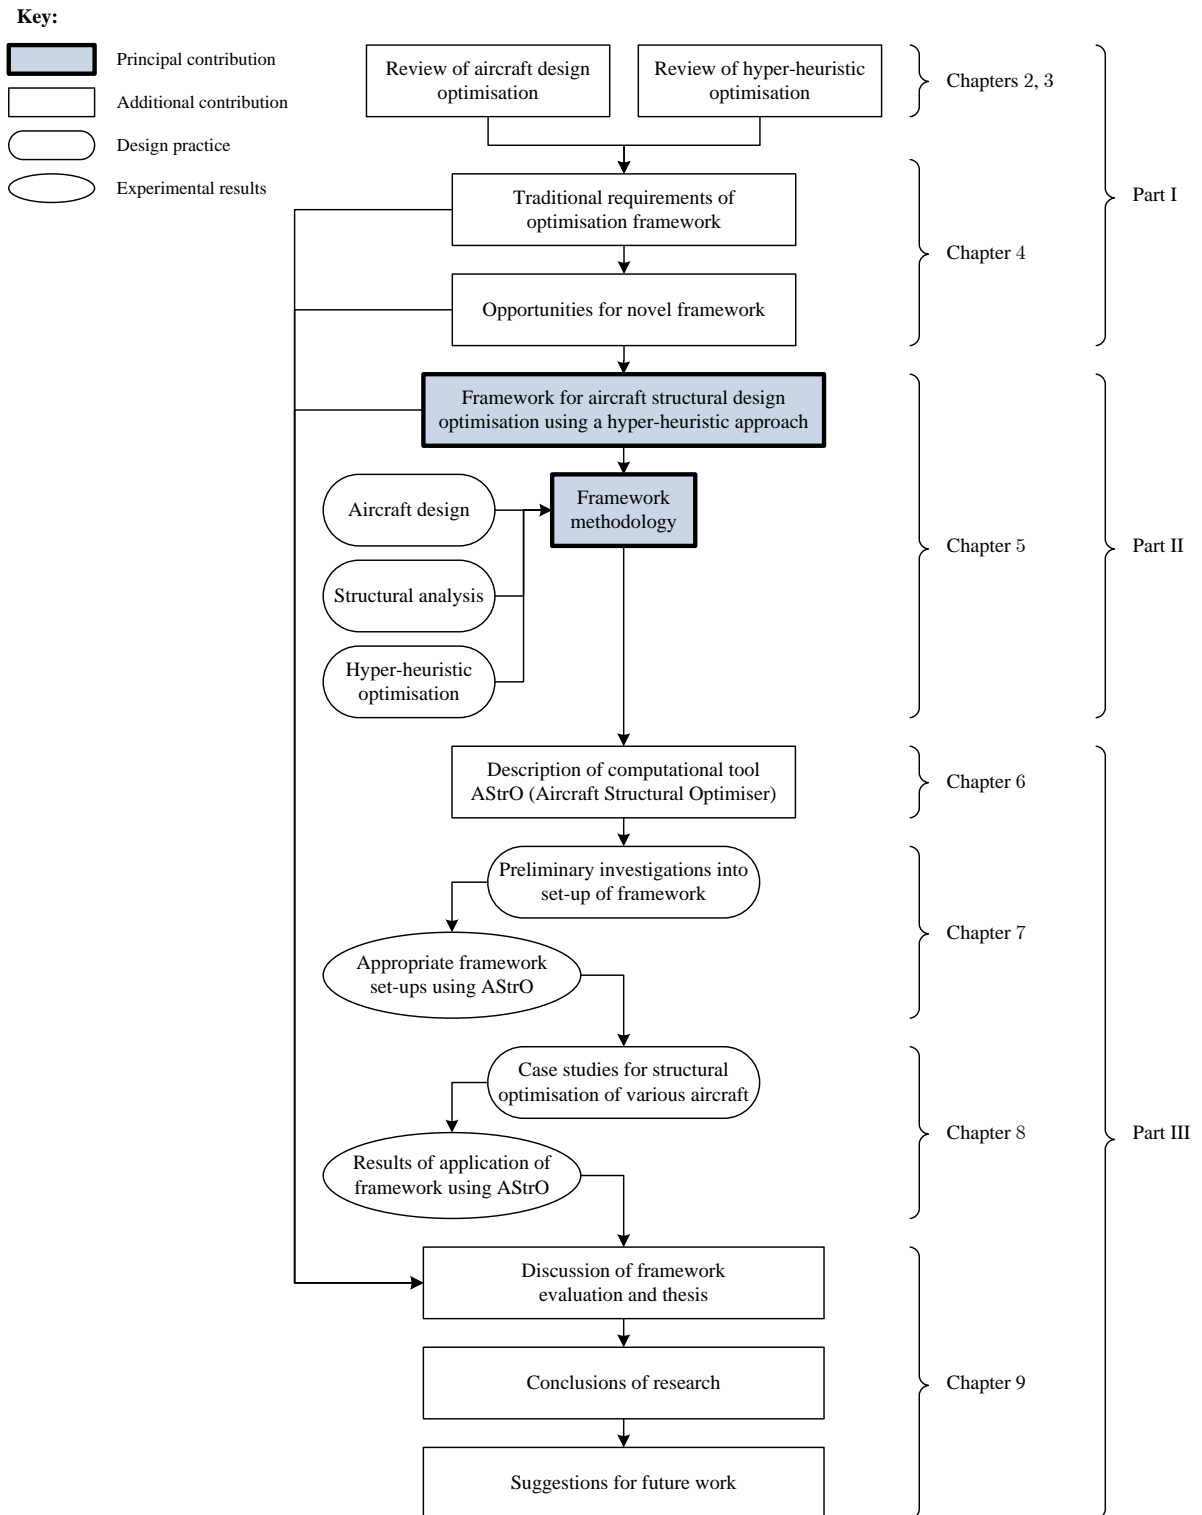 Key:
Principal contribution
Additional contribution
Design practice
Experimental results
Review of aircraft design
optimisation
Review of hyper-heuristic
optimisation
Chapters 2, 3
Traditional requirements of
optimisation framework
Opportunities for novel framework
Chapter 4
Part I
Framework for aircraft structural design
optimisation using a hyper-heuristic approach
Framework
methodology
Aircraft design
Structural analysis
Hyper-heuristic
optimisation
Chapter 5
Part II
Description of computational tool
AStrO (Aircraft Structural Optimiser)
Chapter 6
Preliminary investigations into
set-up of framework
Appropriate framework
set-ups using AStrO
Chapter 7
Case studies for structural
optimisation of various aircraft
Results of application of
framework using AStrO
Chapter 8
Part III
Discussion of framework
evaluation and thesis
Conclusions of research
Suggestions for future work
Chapter 9